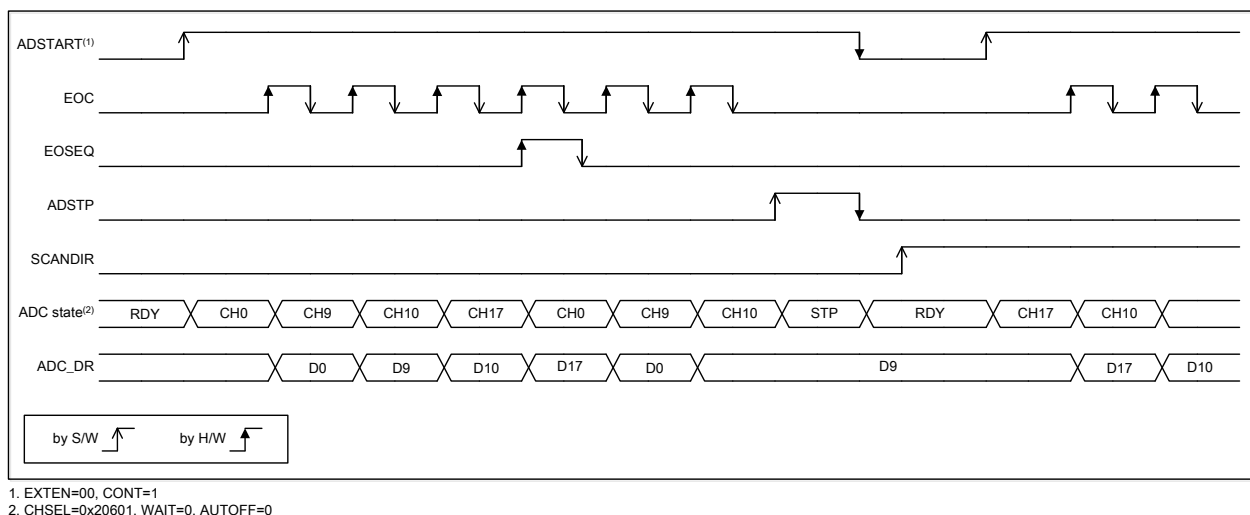 ADSTART(1)
EOC
EOSEQ
ADSTP
SCANDIR
ADC state(2) RDY CH0 CH9 CH10 CH17 CH0 CH9 CH10 STP RDY CH17 CH10
ADC_DR D0 D9 D10 D17 D0 D9 D17 D10
by S/W by H/W
1. EXTEN=00, CONT=1
2. CHSEL=0x20601, WAIT=0, AUTOFF=0